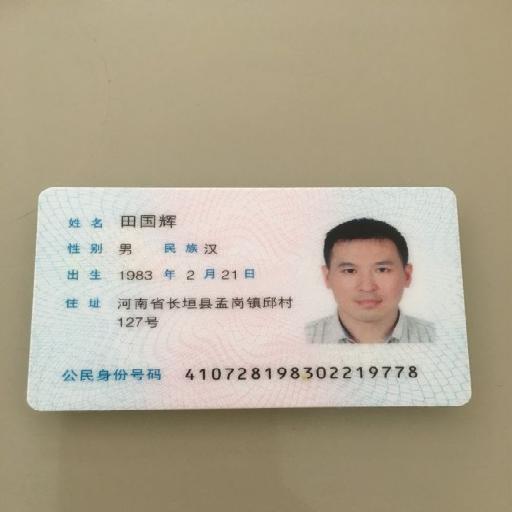 姓名 田国辉
性别 男 民族 汉
出生 1983 年 2 月 21 日
住址 河南省长垣县孟岗镇邱村
127号
公民身份号码 410728198302219778